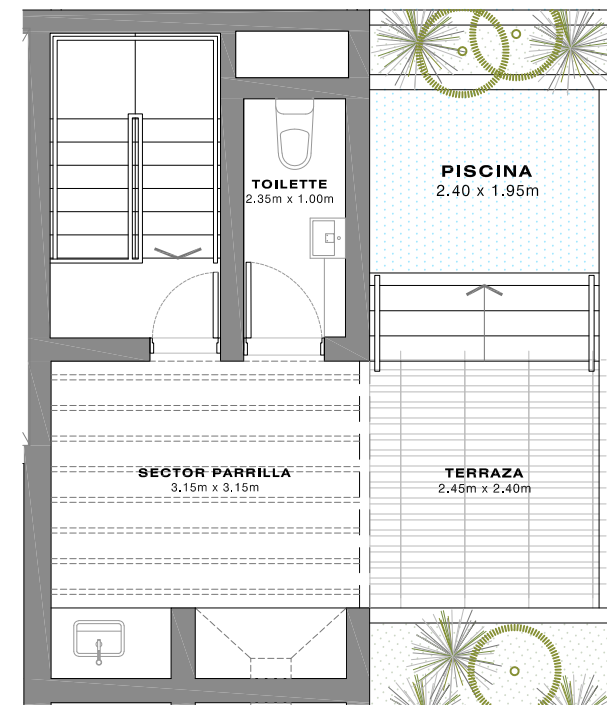 TOILETTE
2.35m x 1.00m
PISCINA
2.40 x 1.95m
SECTOR PARRILLA
3.15m x 3.15m
TERRAZA
2.45m x 2.40m